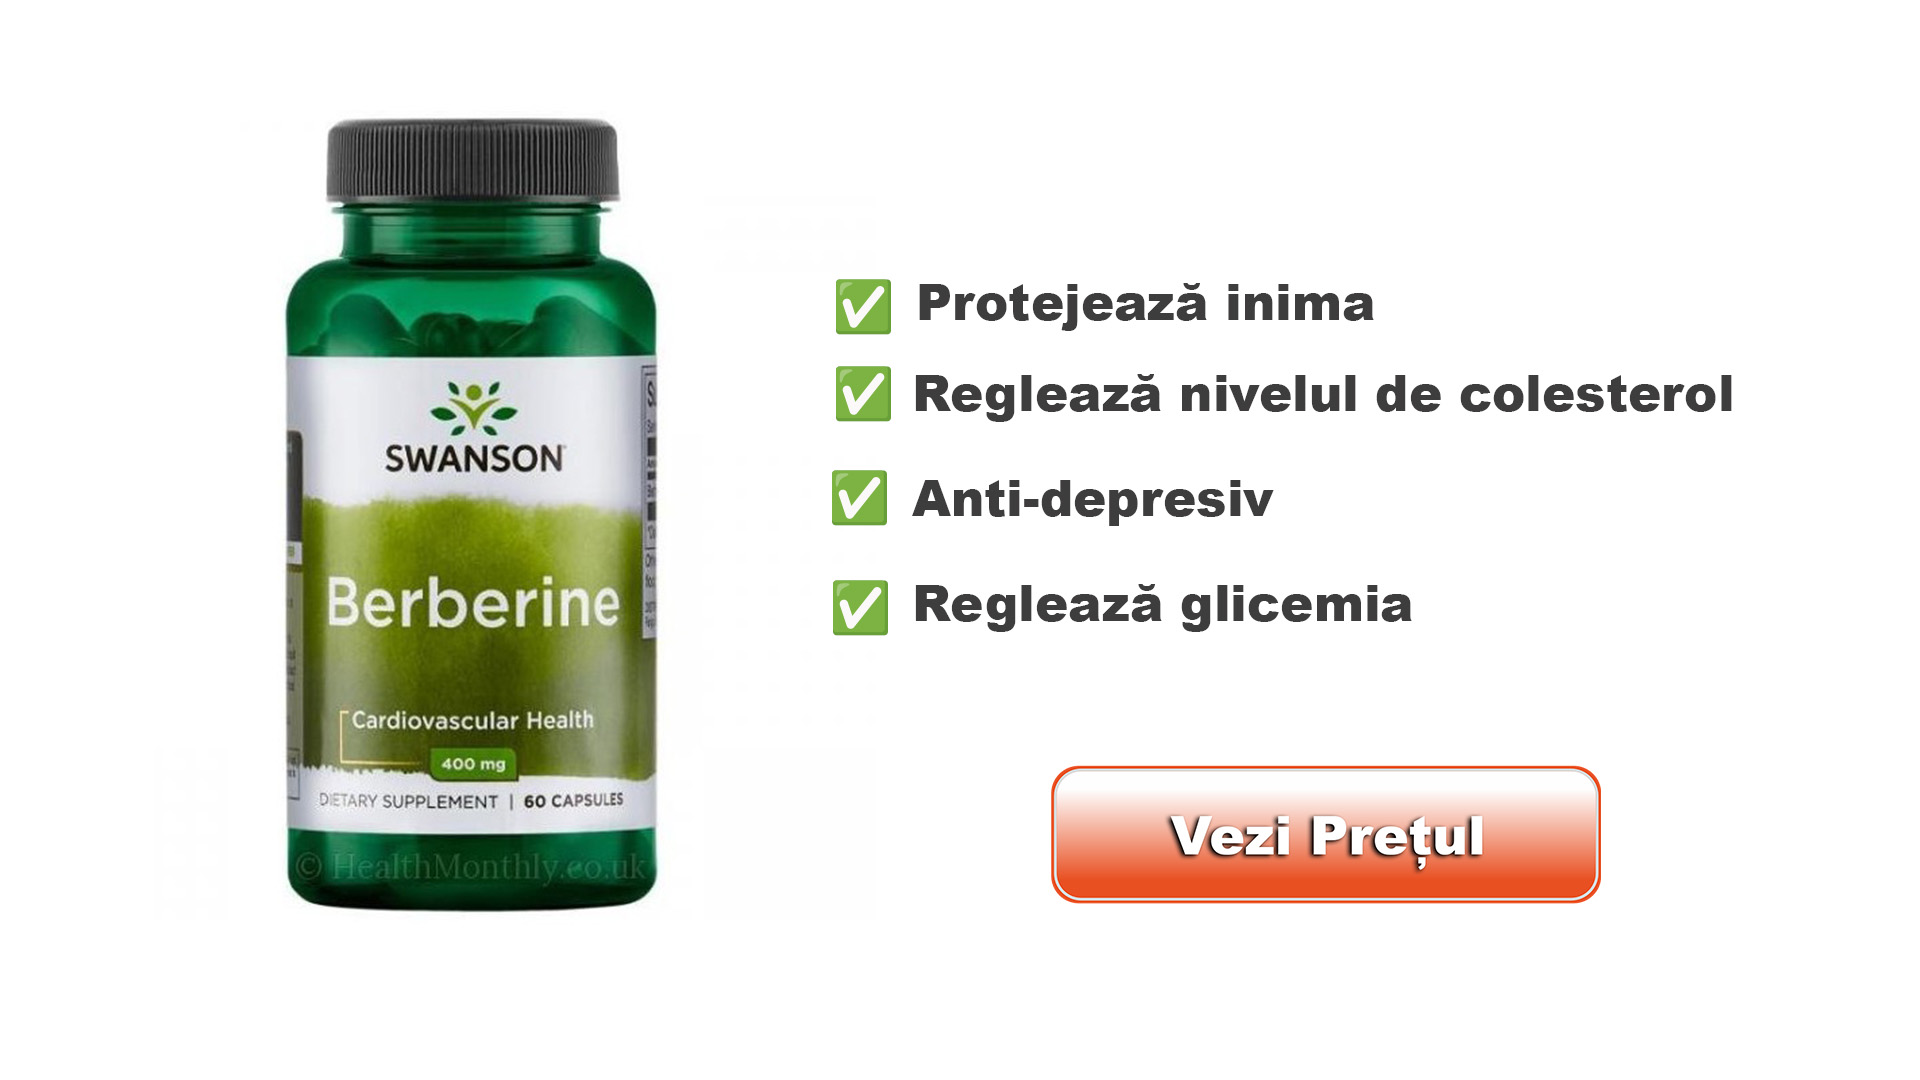 SWANSON
Berberine
Cardiovascular Health
400 mg
DIETARY SUPPLEMENT | 60 CAPSULES
© HealthMonthly.co.uk
✅ Protejează inima
✅ Reglează nivelul de colesterol
✅ Anti-depresiv
✅ Reglează glicemia
Vezi Prețul